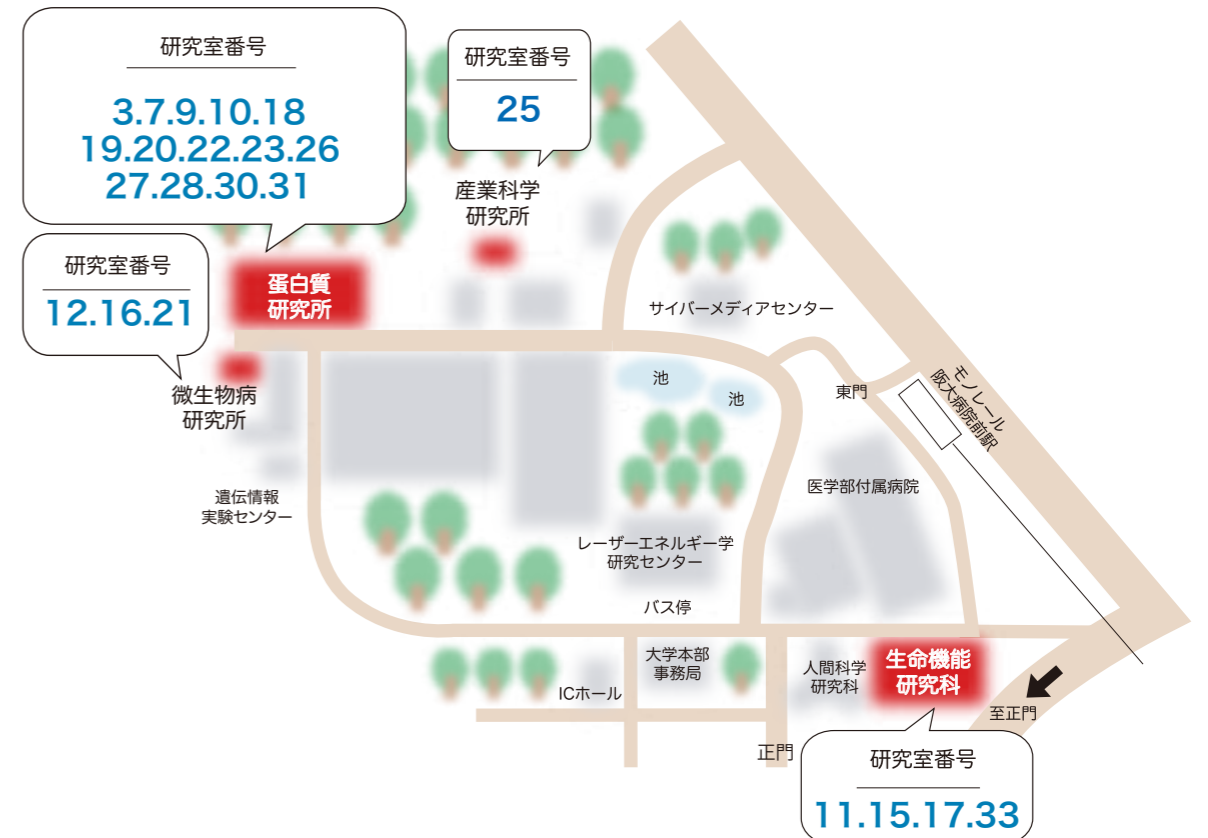 研究室番号
3.7.9.10.18
19.20.22.23.26
27.28.30.31
研究室番号
25
産業科学
研究所
研究室番号
12.16.21
蛋白質
研究所
微生物病
研究所
サイバーメディアセンター
池
池
東門
モノレール
阪大病院前駅
遺伝情報
実験センター
医学部付属病院
レーザーエネルギー学
研究センター
バス停
大学本部
事務局
ICホール
人間科学
研究科
生命機能
研究科
至正門
正門
研究室番号
11.15.17.33